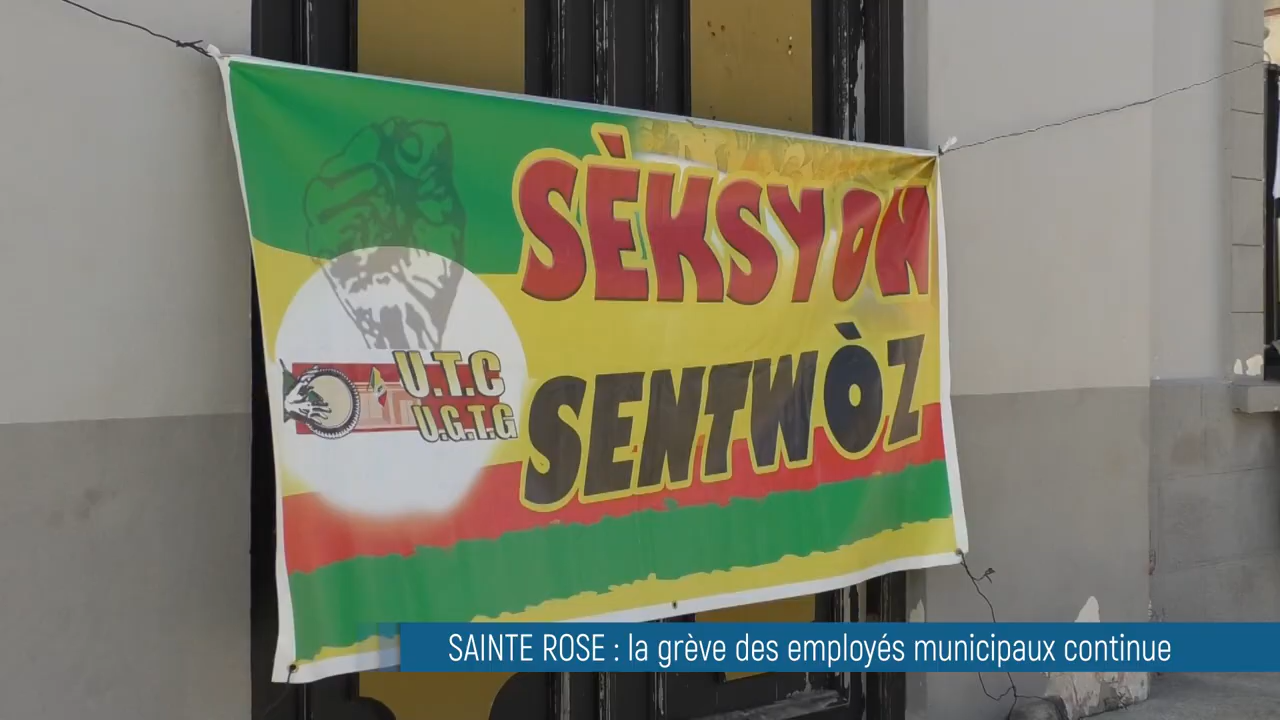 SÈKSYON
SENTWÒZ
U.T.C
U.G.T.G
SAINTE ROSE : la grève des employés municipaux continue